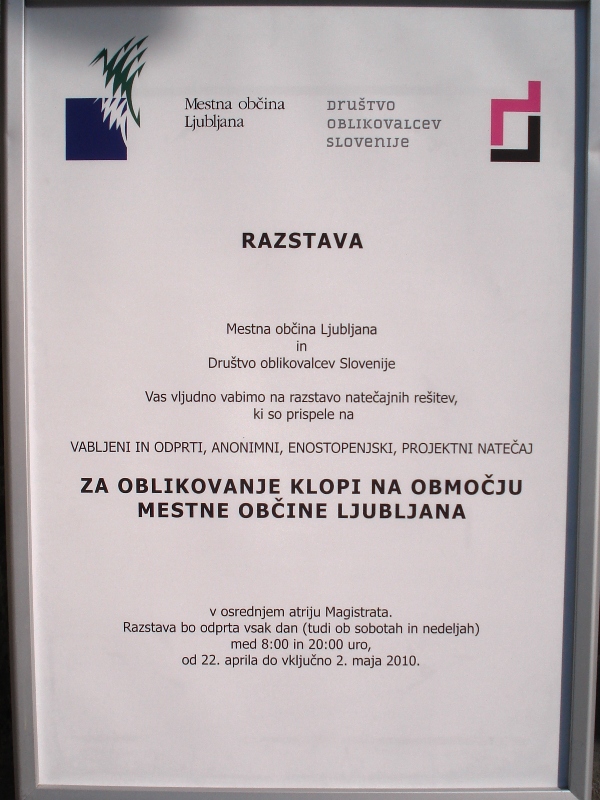 Mestna občina
Ljubljana
Društvo
oblikovalcev
slovenije
RAZSTAVA
Mestna občina Ljubljana
in
Društvo oblikovalcev Slovenije
Vas vljudno vabimo na razstavo natečajnih rešitev,
ki so prispele na
VABLJENI IN ODPRTI, ANONIMNI, ENOSTOPENJSKI, PROJEKTNI NATEČAJ
ZA OBLIKOVANJE KLOPI NA OBMOČJU
MESTNE OBČINE LJUBLJANA
v osrednjem atriju Magistrata.
Razstava bo odprta vsak dan (tudi ob sobotah in nedeljah)
med 8:00 in 20:00 uro,
od 22. aprila do vključno 2. maja 2010.